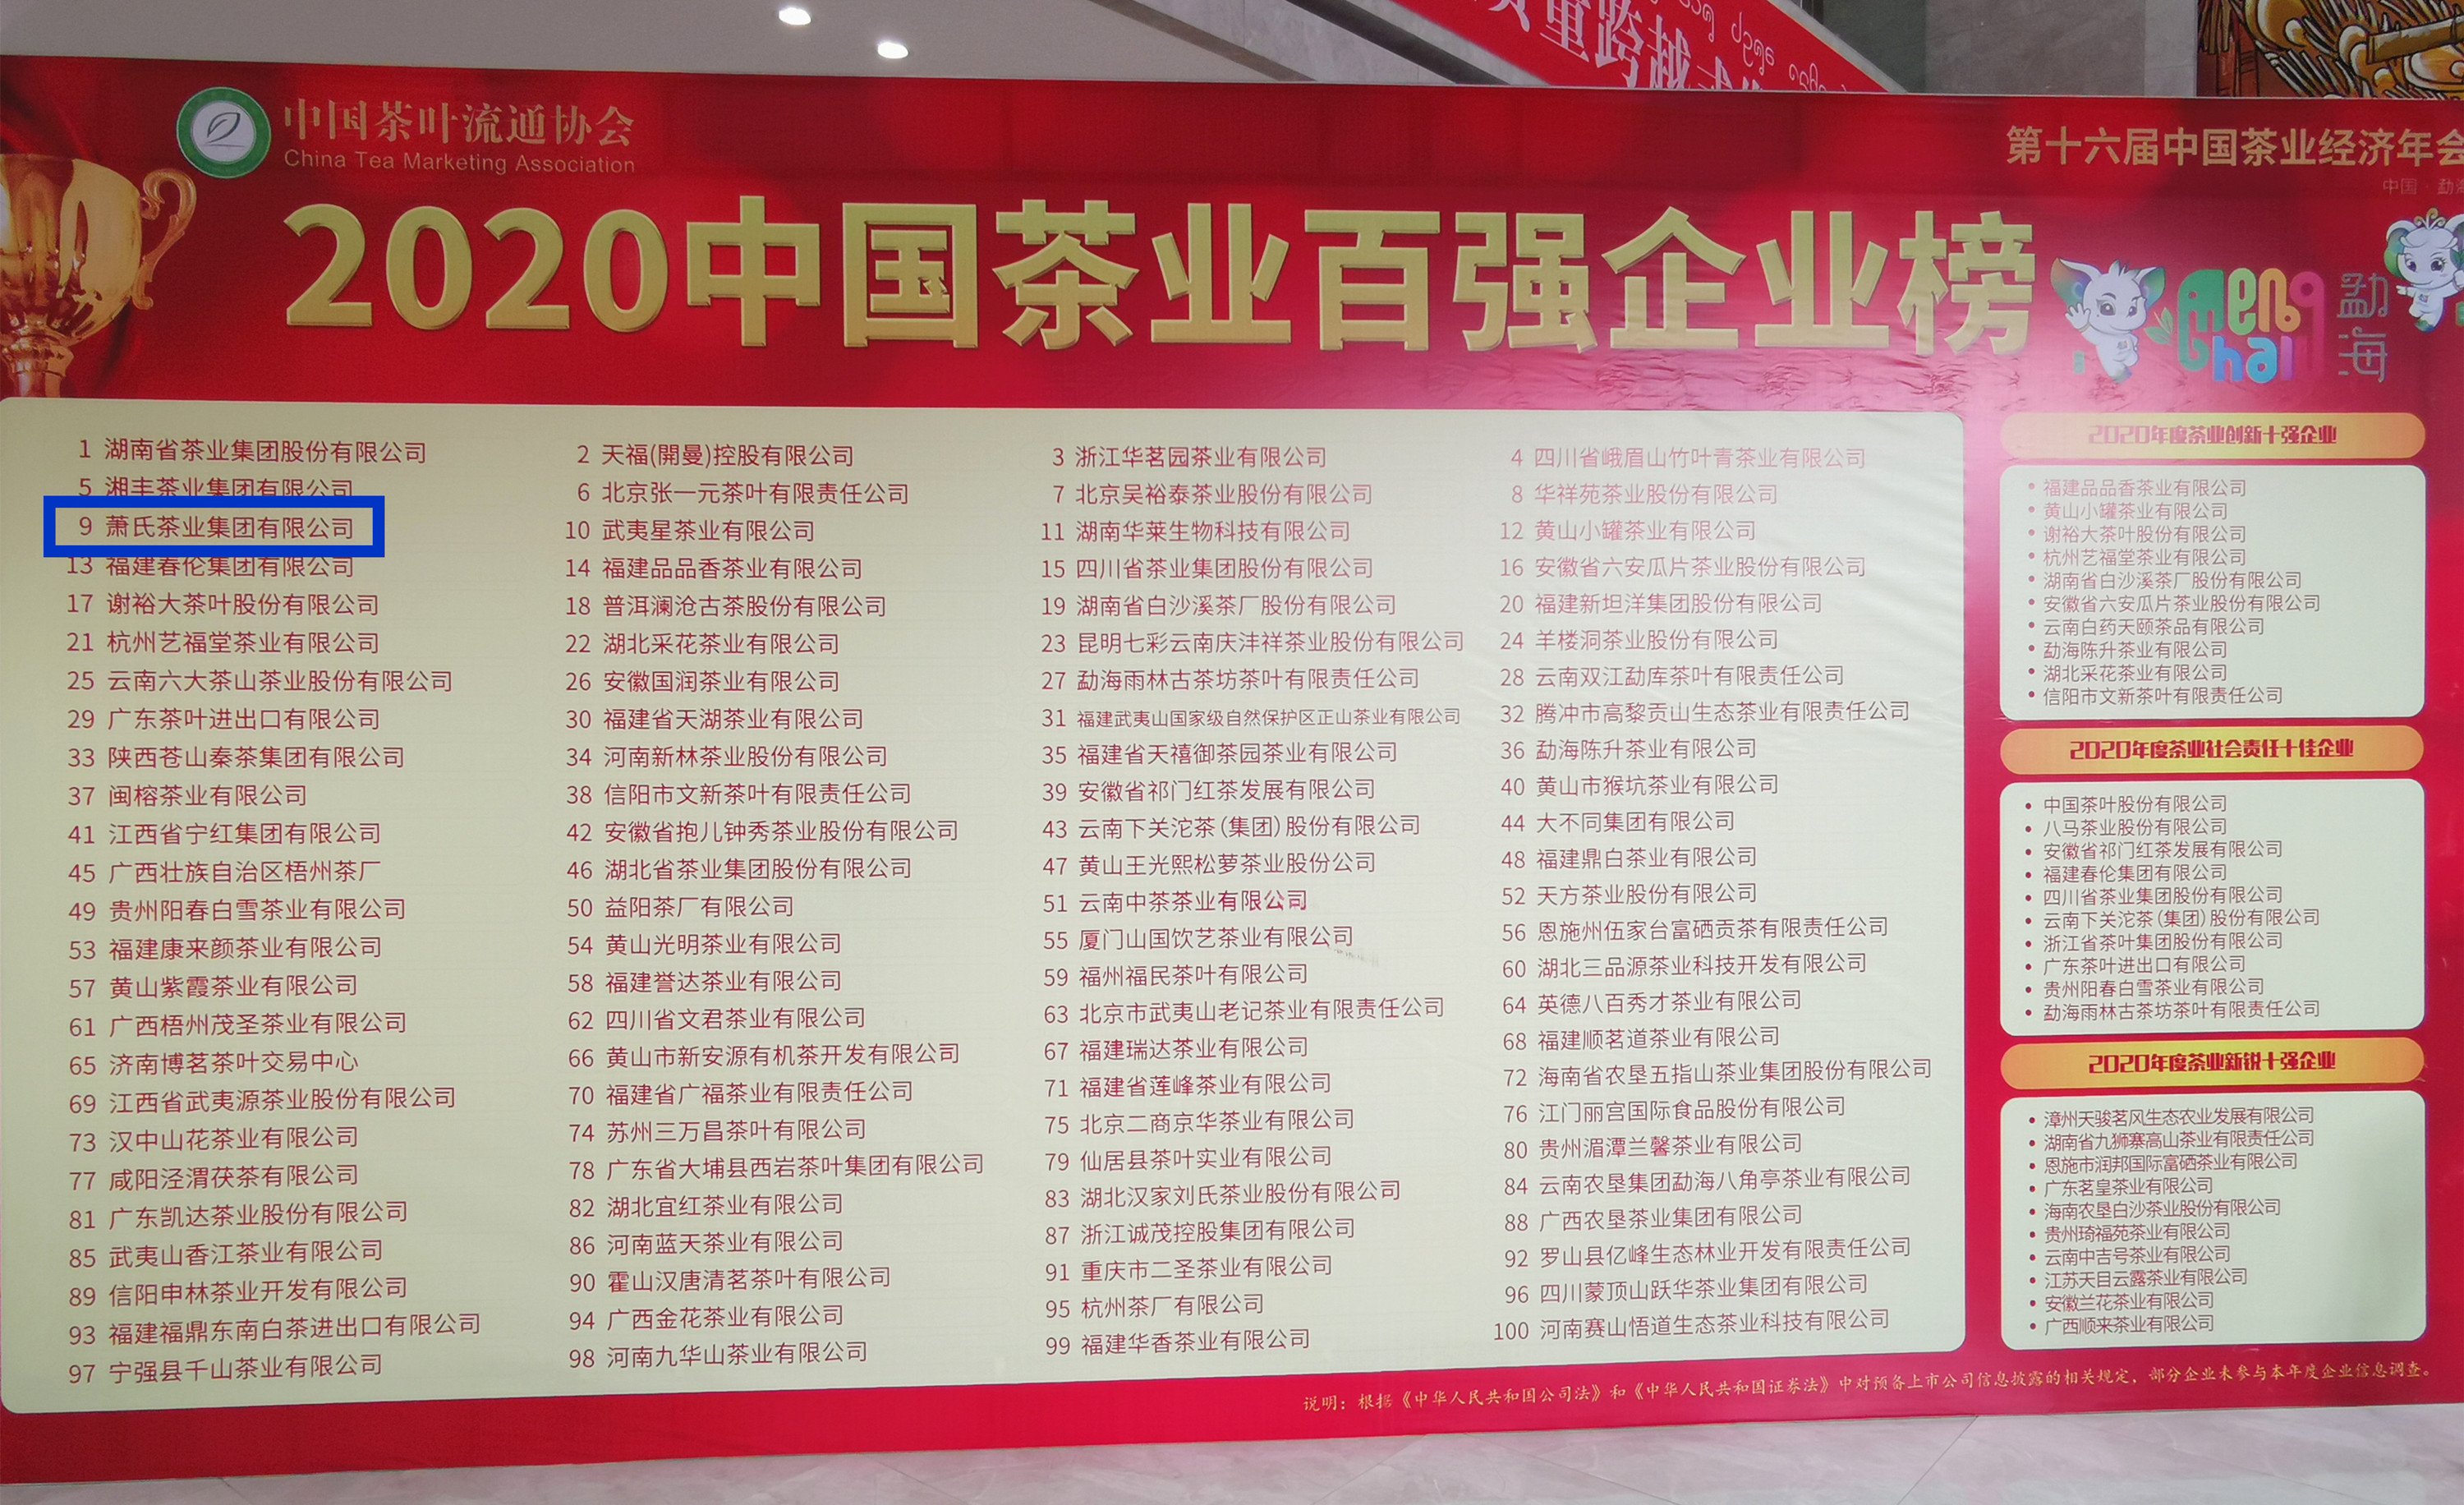 质量跨越式
中国茶叶流通协会
China Tea Marketing Association
第十六届中国茶业经济年会
中国·勐海
2020中国茶业百强企业榜
Meng hai 勐海
1 湖南省茶业集团股份有限公司 2 天福(開曼)控股有限公司 3 浙江华茗园茶业有限公司 4 四川省峨眉山竹叶青茶业有限公司
5 湘丰茶业集团有限公司 6 北京张一元茶叶有限责任公司 7 北京吴裕泰茶业股份有限公司 8 华祥苑茶业股份有限公司
9 萧氏茶业集团有限公司 10 武夷星茶业有限公司 11 湖南华莱生物科技有限公司 12 黄山小罐茶业有限公司
13 福建春伦集团有限公司 14 福建品品香茶业有限公司 15 四川省茶业集团股份有限公司 16 安徽省六安瓜片茶业股份有限公司
17 谢裕大茶叶股份有限公司 18 普洱澜沧古茶股份有限公司 19 湖南省白沙溪茶厂股份有限公司 20 福建新坦洋集团股份有限公司
21 杭州艺福堂茶业有限公司 22 湖北采花茶业有限公司 23 昆明七彩云南庆沣祥茶业股份有限公司 24 羊楼洞茶业股份有限公司
25 云南六大茶山茶业股份有限公司 26 安徽国润茶业有限公司 27 勐海雨林古茶坊茶叶有限责任公司 28 云南双江勐库茶叶有限责任公司
29 广东茶叶进出口有限公司 30 福建省天湖茶业有限公司 31 福建武夷山国家级自然保护区正山茶业有限公司 32 腾冲市高黎贡山生态茶业有限责任公司
33 陕西苍山秦茶集团有限公司 34 河南新林茶业股份有限公司 35 福建省天禧御茶园茶业有限公司 36 勐海陈升茶业有限公司
37 闽榕茶业有限公司 38 信阳市文新茶叶有限责任公司 39 安徽省祁门红茶发展有限公司 40 黄山市猴坑茶业有限公司
41 江西省宁红集团有限公司 42 安徽省抱儿钟秀茶业股份有限公司 43 云南下关沱茶(集团)股份有限公司 44 大不同集团有限公司
45 广西壮族自治区梧州茶厂 46 湖北省茶业集团股份有限公司 47 黄山王光熙松萝茶业股份公司 48 福建鼎白茶业有限公司
49 贵州阳春白雪茶业有限公司 50 益阳茶厂有限公司 51 云南中茶茶业有限公司 52 天方茶业股份有限公司
53 福建康来颜茶业有限公司 54 黄山光明茶业有限公司 55 厦门山国饮艺茶业有限公司 56 恩施州伍家台富硒贡茶有限责任公司
57 黄山紫霞茶业有限公司 58 福建誉达茶业有限公司 59 福州福民茶叶有限公司 60 湖北三品源茶业科技开发有限公司
61 广西梧州茂圣茶业有限公司 62 四川省文君茶业有限公司 63 北京市武夷山老记茶业有限责任公司 64 英德八百秀才茶业有限公司
65 济南博茗茶叶交易中心 66 黄山市新安源有机茶开发有限公司 67 福建瑞达茶业有限公司 68 福建顺茗道茶业有限公司
69 江西省武夷源茶业股份有限公司 70 福建省广福茶业有限责任公司 71 福建省莲峰茶业有限公司 72 海南省农垦五指山茶业集团股份有限公司
73 汉中山花茶业有限公司 74 苏州三万昌茶叶有限公司 75 北京二商京华茶业有限公司 76 江门丽宫国际食品股份有限公司
77 咸阳泾渭茯茶有限公司 78 广东省大埔县西岩茶叶集团有限公司 79 仙居县茶叶实业有限公司 80 贵州湄潭兰馨茶业有限公司
81 广东凯达茶业股份有限公司 82 湖北宜红茶业有限公司 83 湖北汉家刘氏茶业股份有限公司 84 云南农垦集团勐海八角亭茶业有限公司
85 武夷山香江茶业有限公司 86 河南蓝天茶业有限公司 87 浙江诚茂控股集团有限公司 88 广西农垦茶业集团有限公司
89 信阳申林茶业开发有限公司 90 霍山汉唐清茗茶叶有限公司 91 重庆市二圣茶业有限公司 92 罗山县亿峰生态林业开发有限责任公司
93 福建福鼎东南白茶进出口有限公司 94 广西金花茶业有限公司 95 杭州茶厂有限公司 96 四川蒙顶山跃华茶业集团有限公司
97 宁强县千山茶业有限公司 98 河南九华山茶业有限公司 99 福建华香茶业有限公司 100 河南赛山悟道生态茶业科技有限公司
2020年度茶业创新十强企业
• 福建品品香茶业有限公司
• 黄山小罐茶业有限公司
• 谢裕大茶叶股份有限公司
• 杭州艺福堂茶业有限公司
• 湖南省白沙溪茶厂股份有限公司
• 安徽省六安瓜片茶业股份有限公司
• 云南白药天颐茶品有限公司
• 勐海陈升茶业有限公司
• 湖北采花茶业有限公司
• 信阳市文新茶叶有限责任公司
2020年度茶业社会责任十佳企业
• 中国茶叶股份有限公司
• 八马茶业股份有限公司
• 安徽省祁门红茶发展有限公司
• 福建春伦集团有限公司
• 四川省茶业集团股份有限公司
• 云南下关沱茶(集团)股份有限公司
• 浙江省茶叶集团股份有限公司
• 广东茶叶进出口有限公司
• 贵州阳春白雪茶业有限公司
• 勐海雨林古茶坊茶叶有限责任公司
2020年度茶业新锐十强企业
• 漳州天骏茗风生态农业发展有限公司
• 湖南省九狮寨高山茶业有限责任公司
• 恩施市润邦国际富硒茶业有限公司
• 广东茗皇茶业有限公司
• 海南农垦白沙茶业股份有限公司
• 贵州琦福苑茶业有限公司
• 云南中吉号茶业有限公司
• 江苏天目云露茶业有限公司
• 安徽兰花茶业有限公司
• 广西顺来茶业有限公司
说明：根据《中华人民共和国公司法》和《中华人民共和国证券法》中对预备上市公司信息披露的相关规定，部分企业未参与本年度企业信息调查。